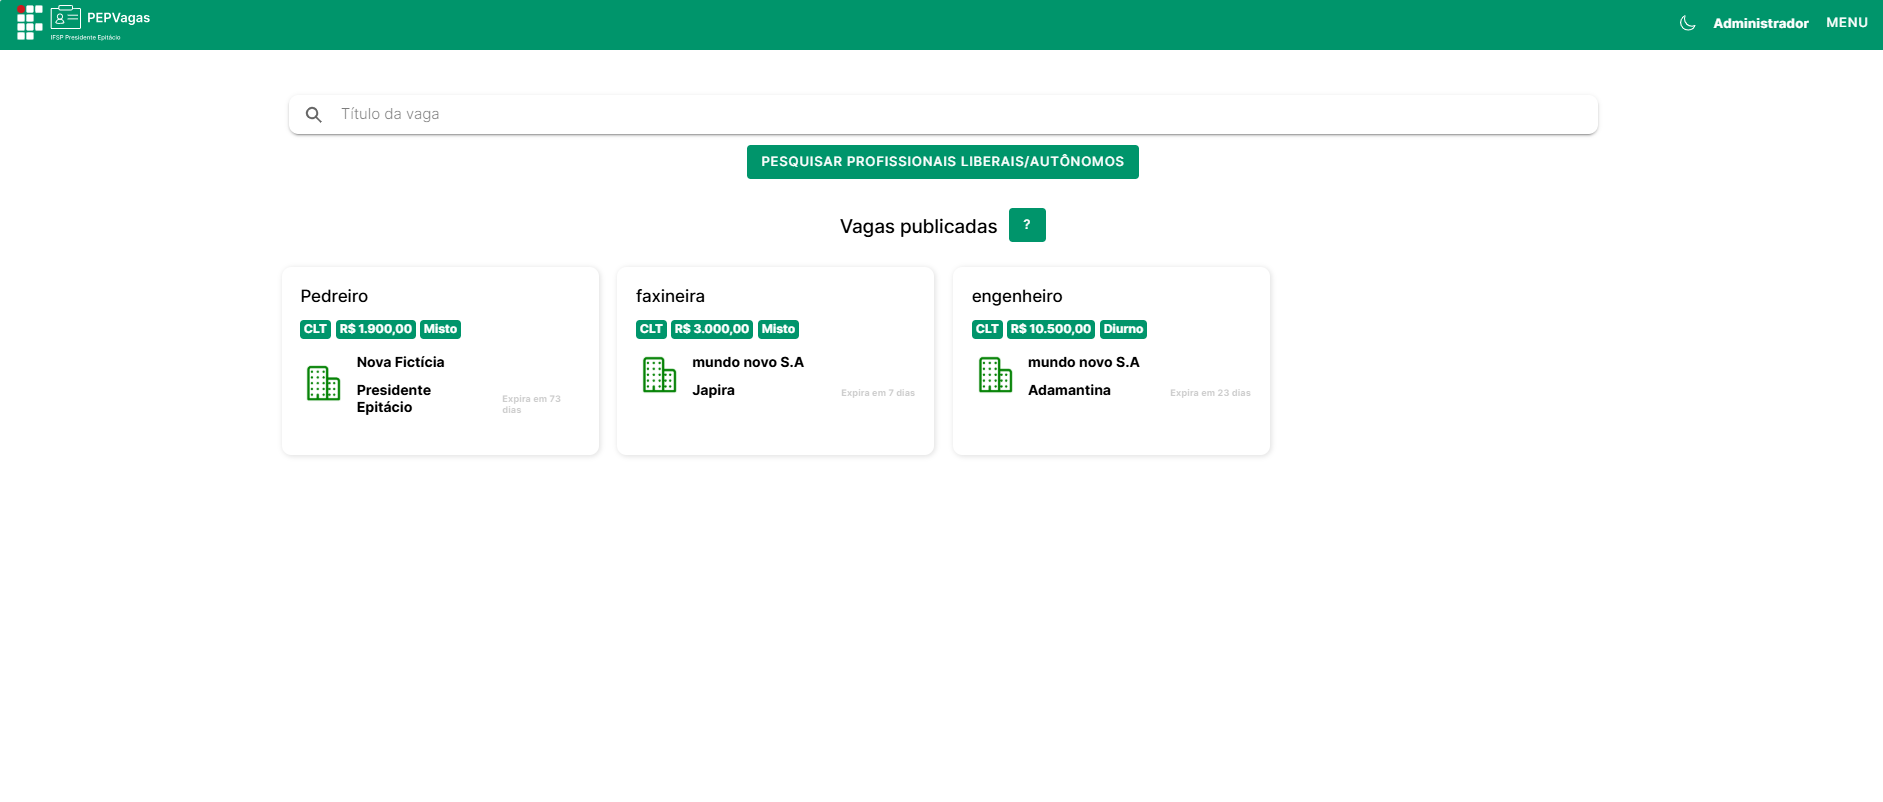 PEPVagas
IFSP Presidente Epitácio
Administrador
MENU
Título da vaga
PESQUISAR PROFISSIONAIS LIBERAIS/AUTÔNOMOS
Vagas publicadas ?
Pedreiro
CLT R$ 1.900,00 Misto
Nova Fictícia
Presidente
Epitácio
Expira em 73
dias
faxineira
CLT R$ 3.000,00 Misto
mundo novo S.A
Japira
Expira em 7 dias
engenheiro
CLT R$ 10.500,00 Diurno
mundo novo S.A
Adamantina
Expira em 23 dias